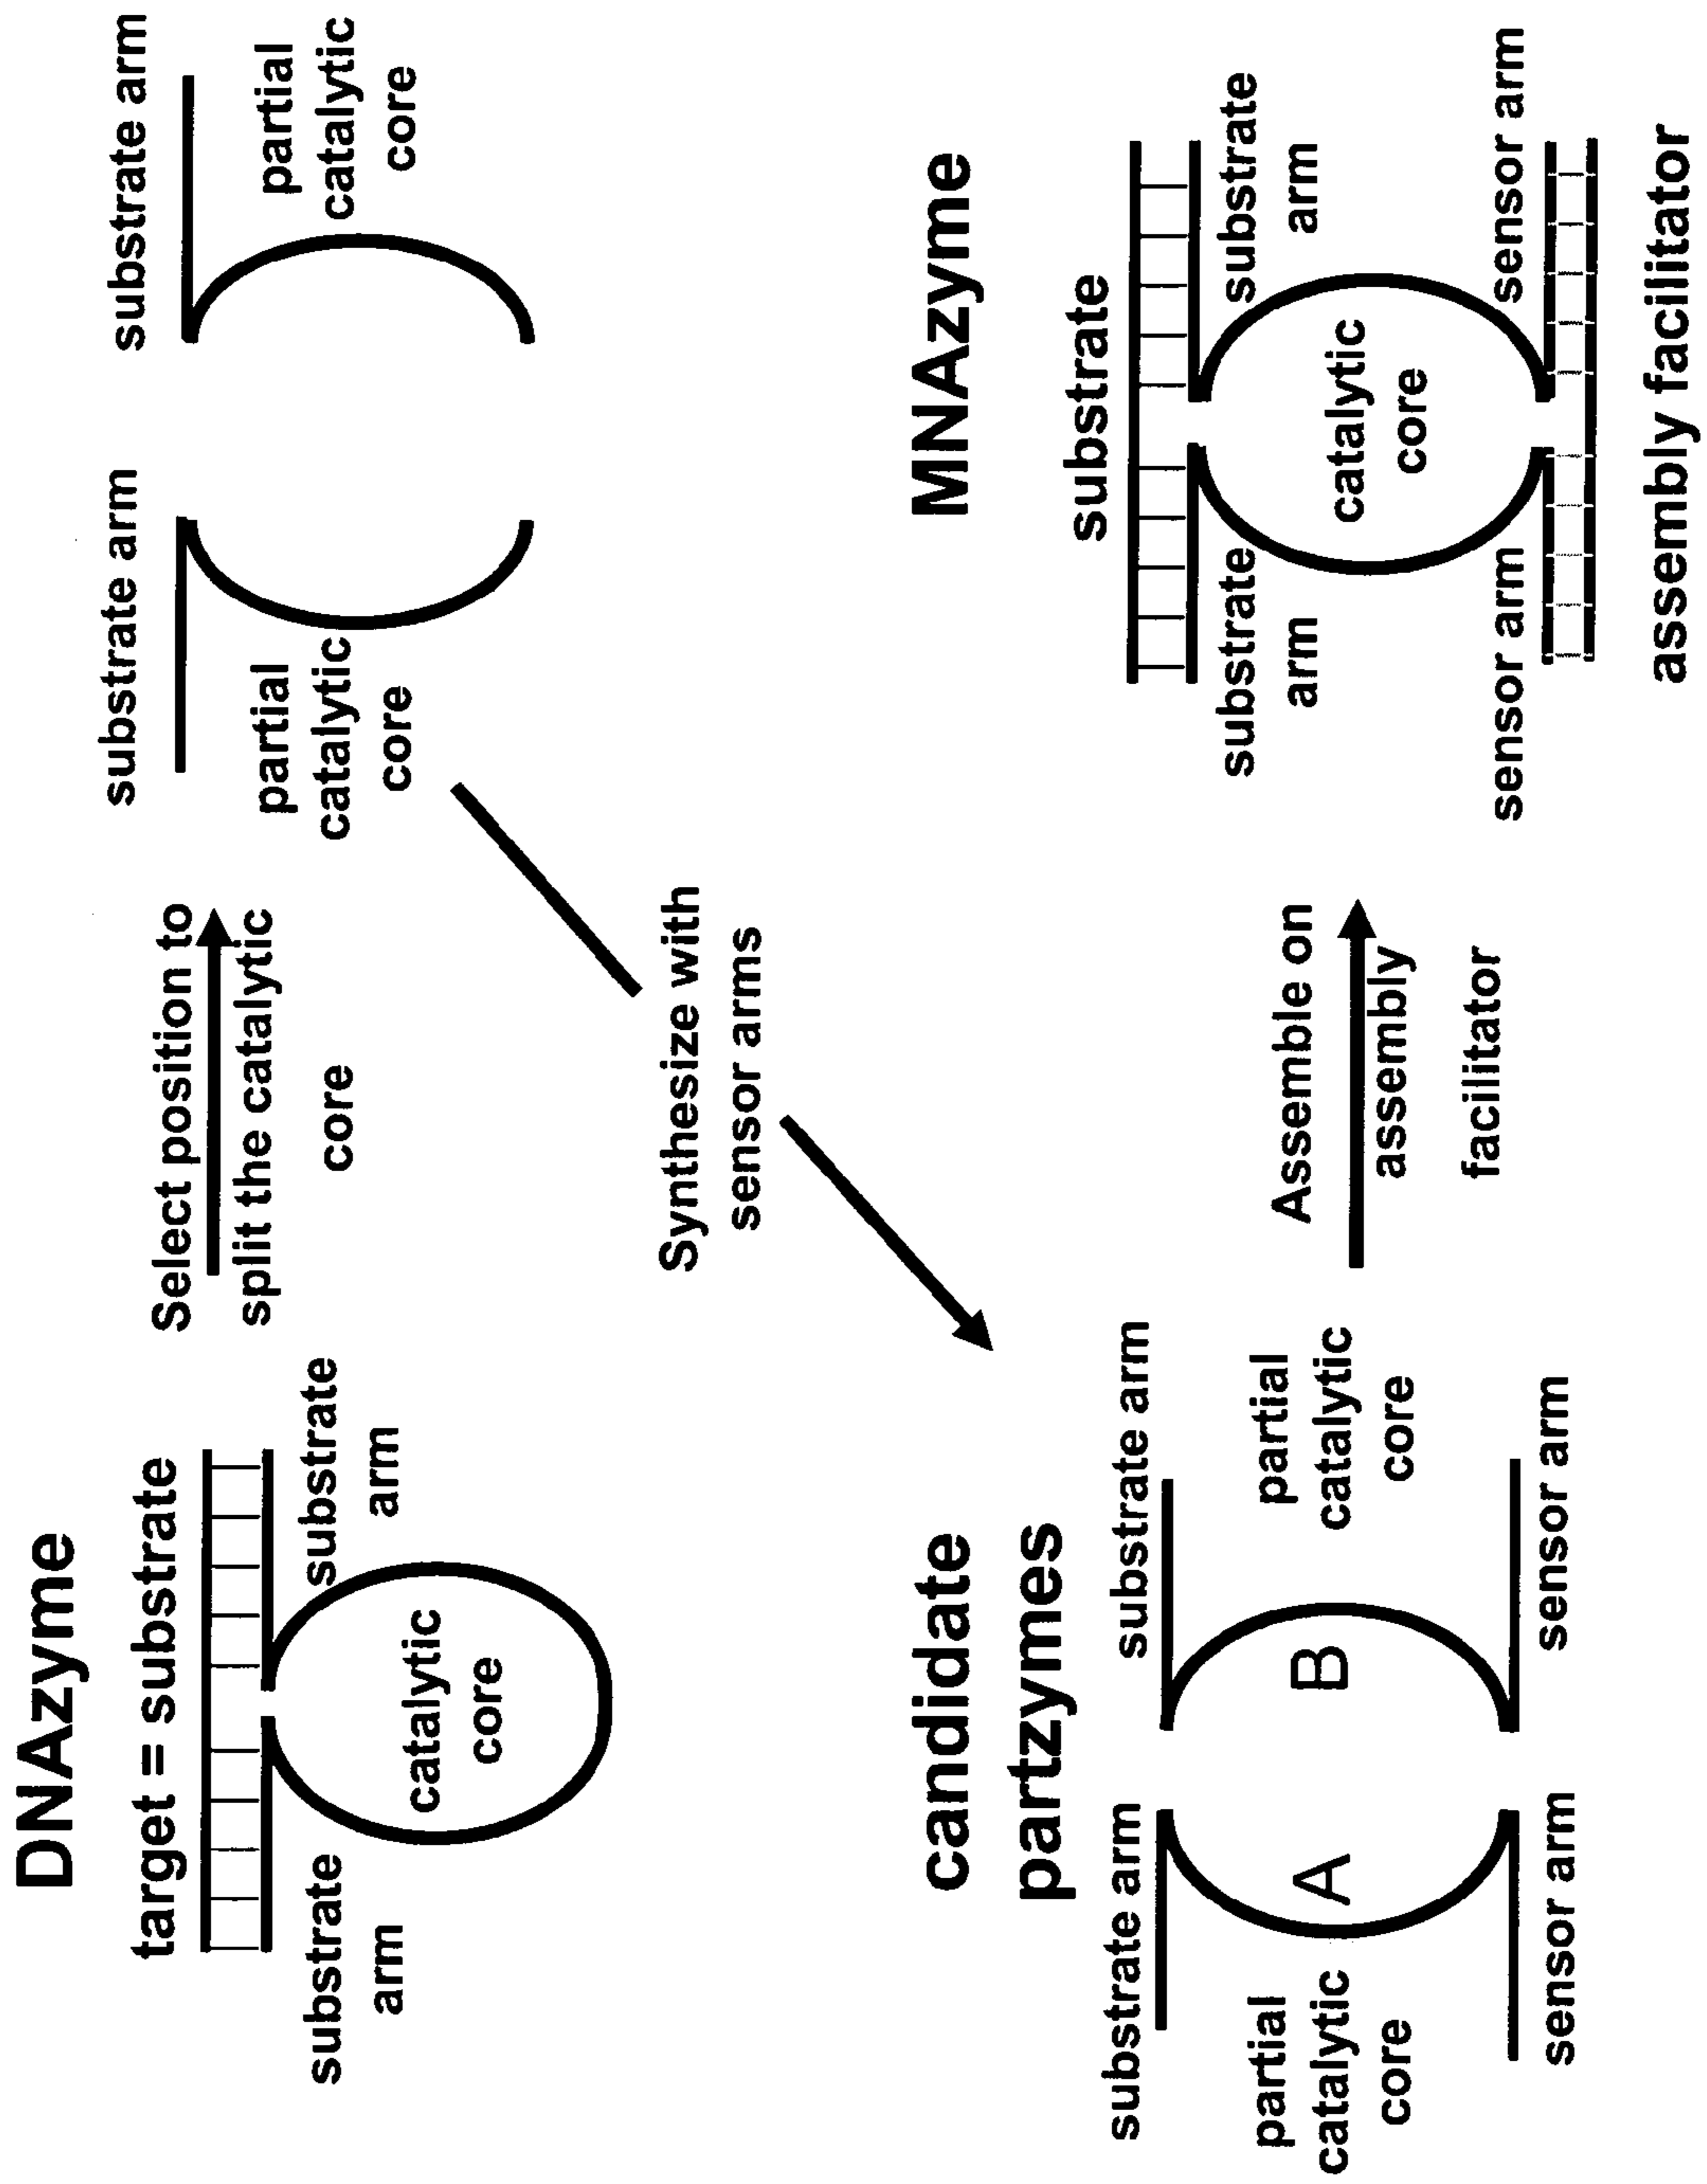 DNAzyme
target = substrate
substrate
arm
catalytic
core
substrate
arm
Select position to
split the catalytic
core
substrate arm
partial
catalytic
core
substrate arm
partial
catalytic
core
Synthesize with
sensor arms
candidate
partzymes
substrate arm
partial
catalytic
core
A
sensor arm
substrate arm
B
partial
catalytic
core
sensor arm
Assemble on
assembly
facilitator
MNAzyme
substrate
substrate
arm
catalytic
core
substrate
arm
sensor arm
sensor arm
assembly facilitator